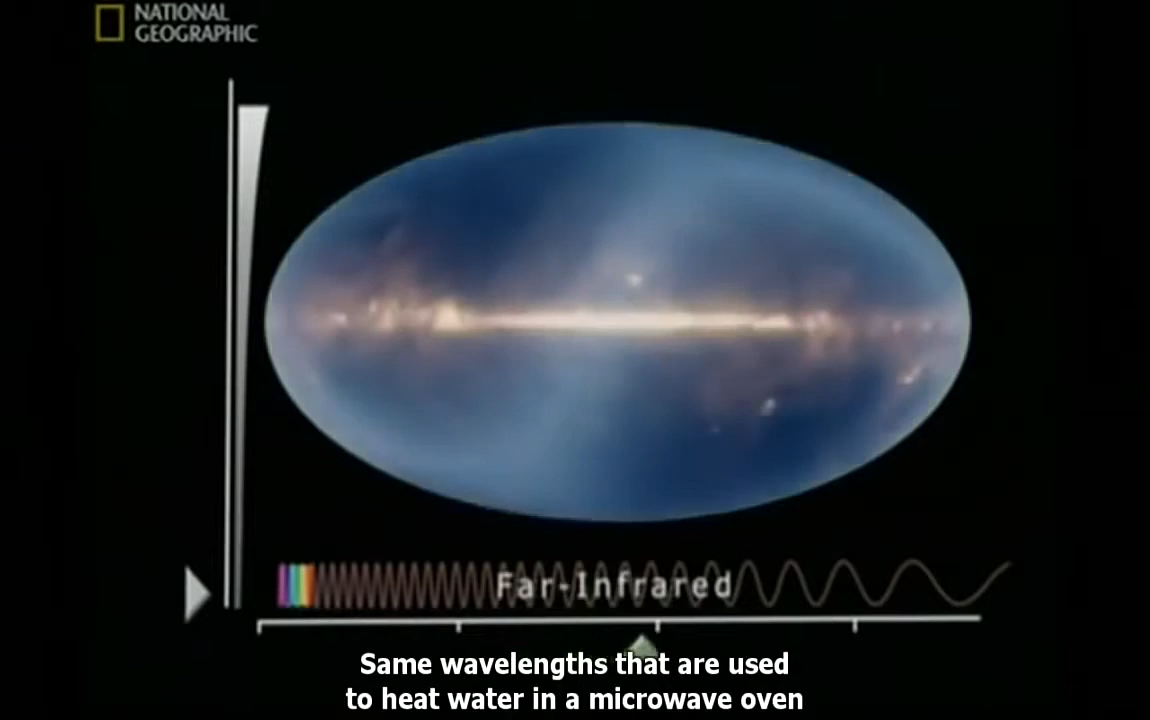 NATIONAL
GEOGRAPHIC
Far-Infrared
Same wavelengths that are used
to heat water in a microwave oven